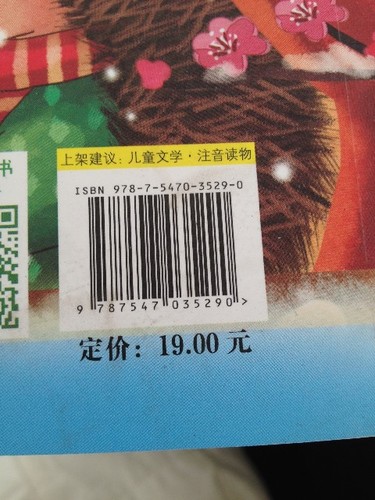 书
上架建议：儿童文学·注音读物
ISBN 978-7-5470-3529-0
9 787547 035290 >
定价：19.00 元